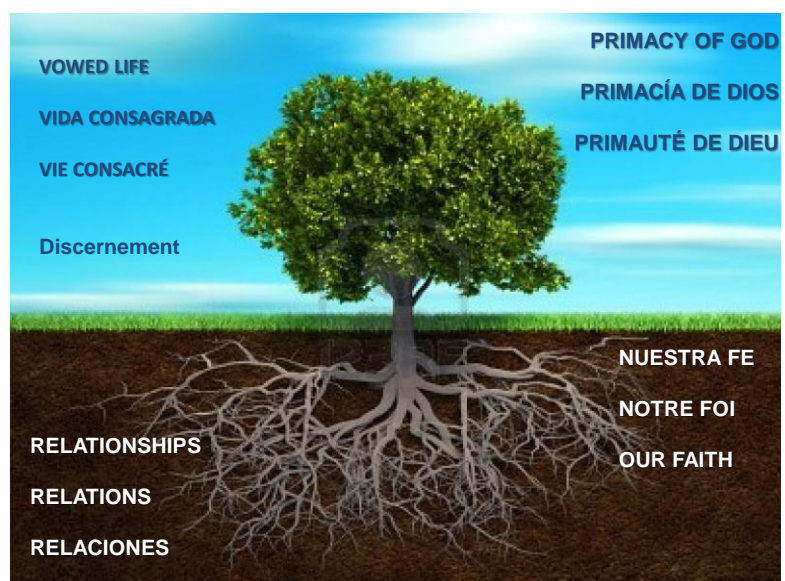 VOWED LIFE
VIDA CONSAGRADA
VIE CONSACRÉ
Discernement
PRIMACY OF GOD
PRIMACÍA DE DIOS
PRIMAUTÉ DE DIEU
NUESTRA FE
NOTRE FOI
OUR FAITH
RELATIONSHIPS
RELATIONS
RELACIONES